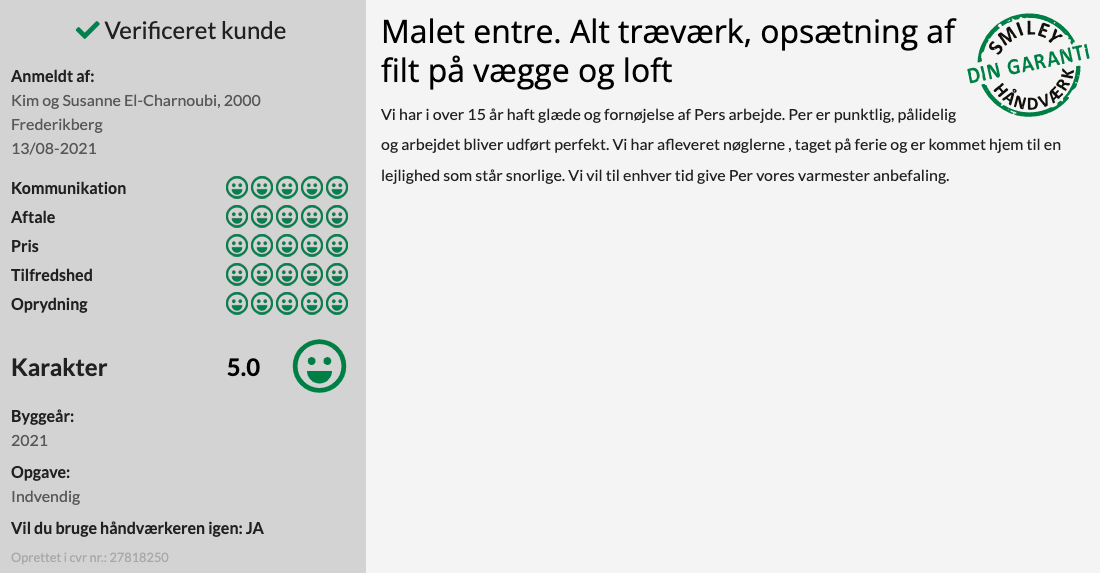 Verificeret kunde
Anmeldt af:
Kim og Susanne El-Charnoubi, 2000
Frederikberg
13/08-2021
Kommunikation
Aftale
Pris
Tilfredshed
Oprydning
Karakter 5.0
Byggeår:
2021
Opgave:
Indvendig
Vil du bruge håndværkeren igen: JA
Oprettet i cvr nr.: 27818250
Malet entre. Alt træværk, opsætning af
filt på vægge og loft
SMILEY
DIN GARANTI
HÅNDVÆRK
Vi har i over 15 år haft glæde og fornøjelse af Pers arbejde. Per er punktlig, pålidelig
og arbejdet bliver udført perfekt. Vi har afleveret nøglerne , taget på ferie og er kommet hjem til en
lejlighed som står snorlige. Vi vil til enhver tid give Per vores varmester anbefaling.